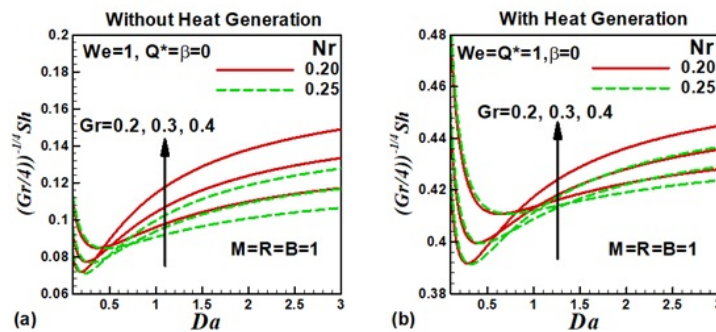 Without Heat Generation
0.2
0.18
0.16
0.14
0.12
0.1
0.08
0.06
(Gr/4))^-1/4 Sh
We=1, Q*=β=0
Nr
0.20
0.25
Gr=0.2, 0.3, 0.4
M=R=B=1
0.5 1 1.5 2 2.5 3
(a)
Da
With Heat Generation
0.48
0.46
0.44
0.42
0.4
0.38
(Gr/4))^-1/4 Sh
We=Q*=1,β=0
Nr
0.20
0.25
Gr=0.2, 0.3, 0.4
M=R=B=1
0.5 1 1.5 2 2.5 3
(b)
Da